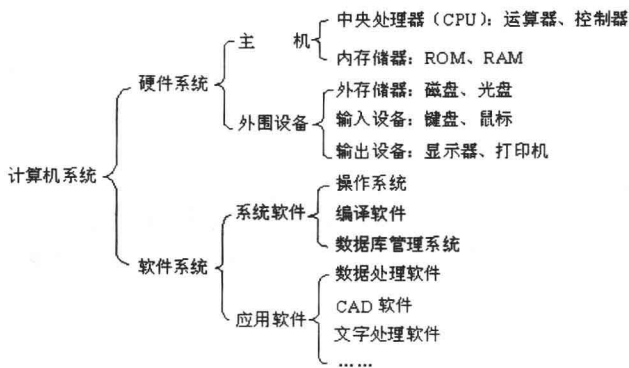 中央处理器（CPU）：运算器、控制器
主 机
内存储器：ROM、RAM
硬件系统
外存储器：磁盘、光盘
外围设备
输入设备：键盘、鼠标
输出设备：显示器、打印机
计算机系统
操作系统
系统软件
编译软件
数据库管理系统
软件系统
数据处理软件
CAD 软件
应用软件
文字处理软件
……